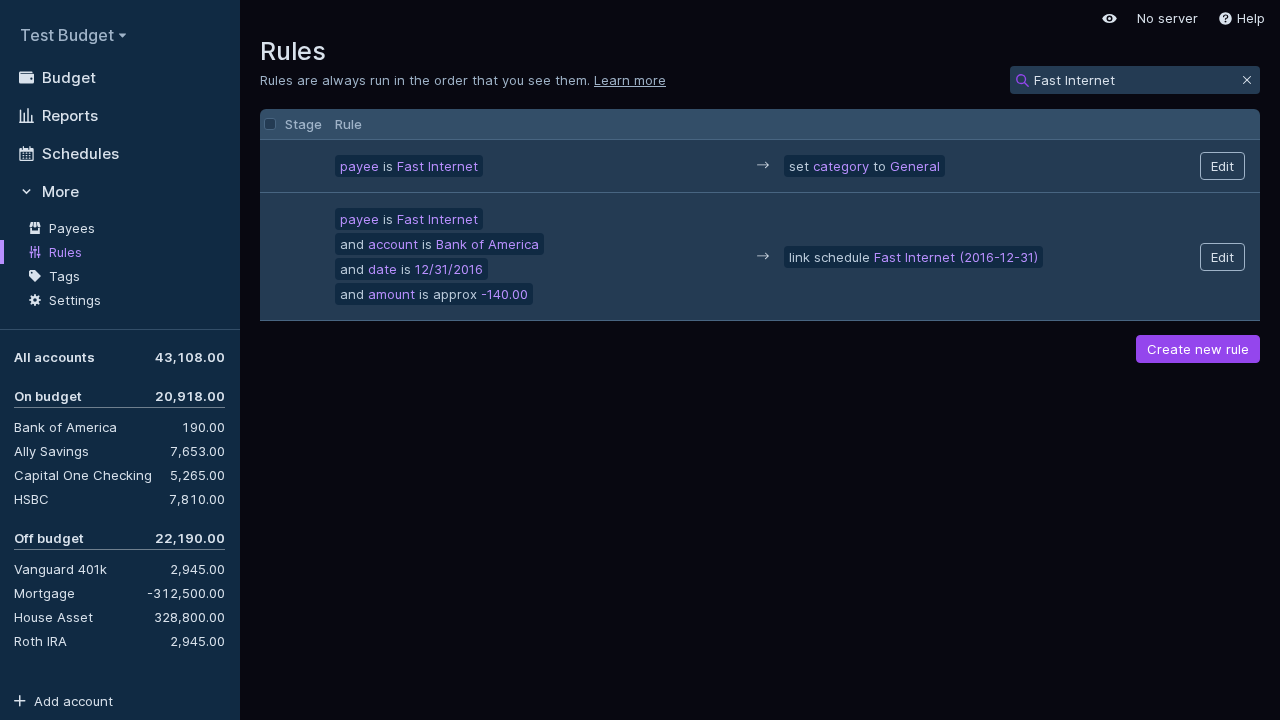 Test Budget
Budget
Reports
Schedules
More
Payees
Rules
Tags
Settings
All accounts 43,108.00
On budget 20,918.00
Bank of America 190.00
Ally Savings 7,653.00
Capital One Checking 5,265.00
HSBC 7,810.00
Off budget 22,190.00
Vanguard 401k 2,945.00
Mortgage -312,500.00
House Asset 328,800.00
Roth IRA 2,945.00
Add account
No server Help
Rules
Rules are always run in the order that you see them. Learn more
Fast Internet
Stage Rule
payee is Fast Internet → set category to General Edit
payee is Fast Internet
and account is Bank of America
and date is 12/31/2016
and amount is approx -140.00
→ link schedule Fast Internet (2016-12-31) Edit
Create new rule